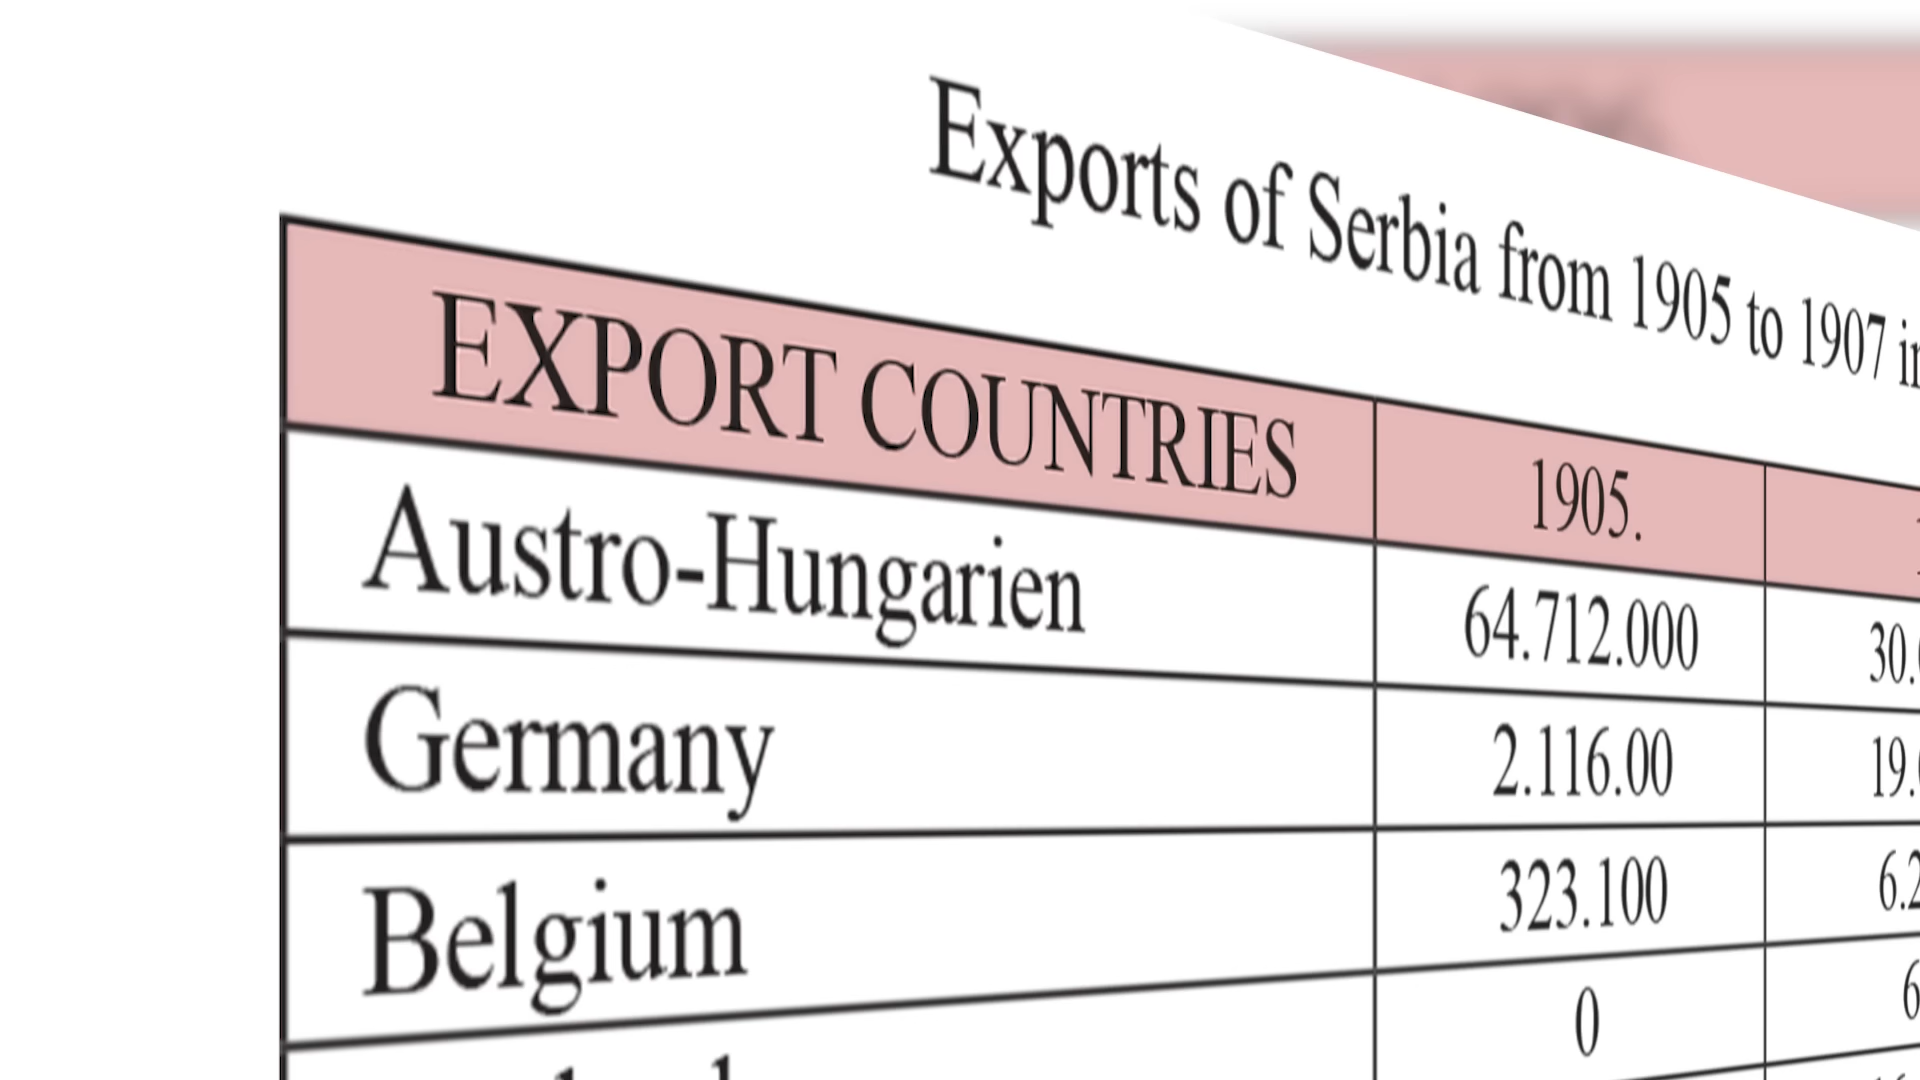 Exports of Serbia from 1905 to 1907
EXPORT COUNTRIES 1905.
Austro-Hungarien 64.712.000
Germany 2.116.00
Belgium 323.100
0